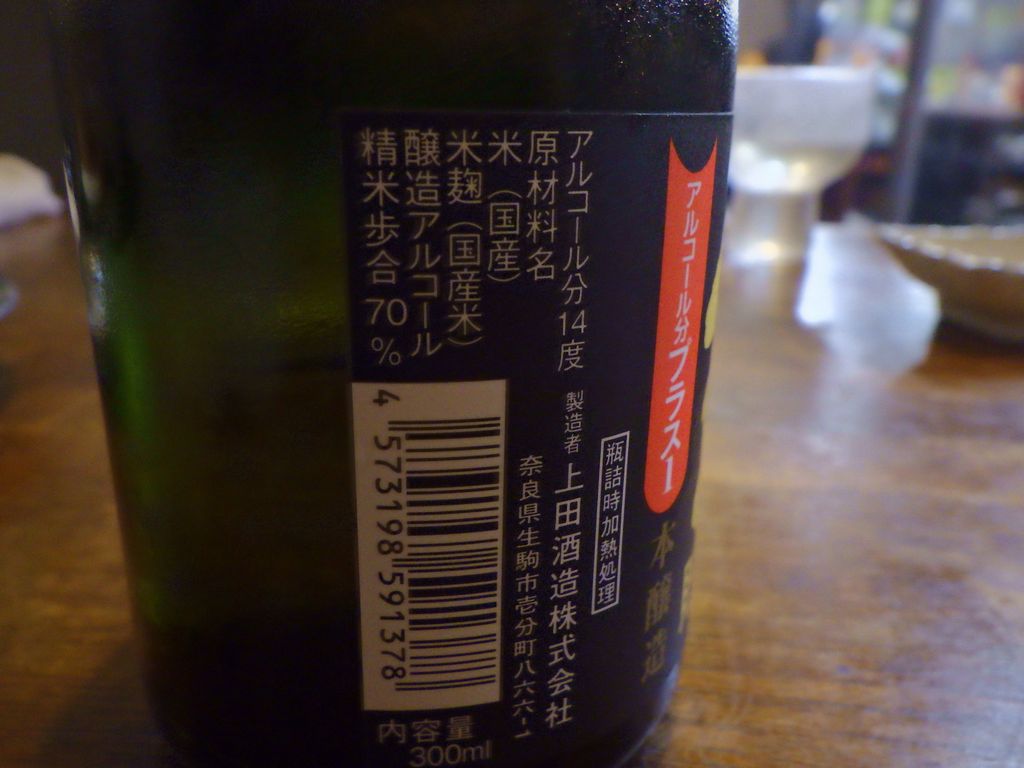 アルコール分プラス1
本醸造
瓶詰時加熱処理
アルコール分14度
製造者 上田酒造株式会社
奈良県生駒市壱分町八六六-一
原材料名
米(国産)
米麹(国産米)
醸造アルコール
精米歩合 70%
4 573198 591378
内容量
300ml